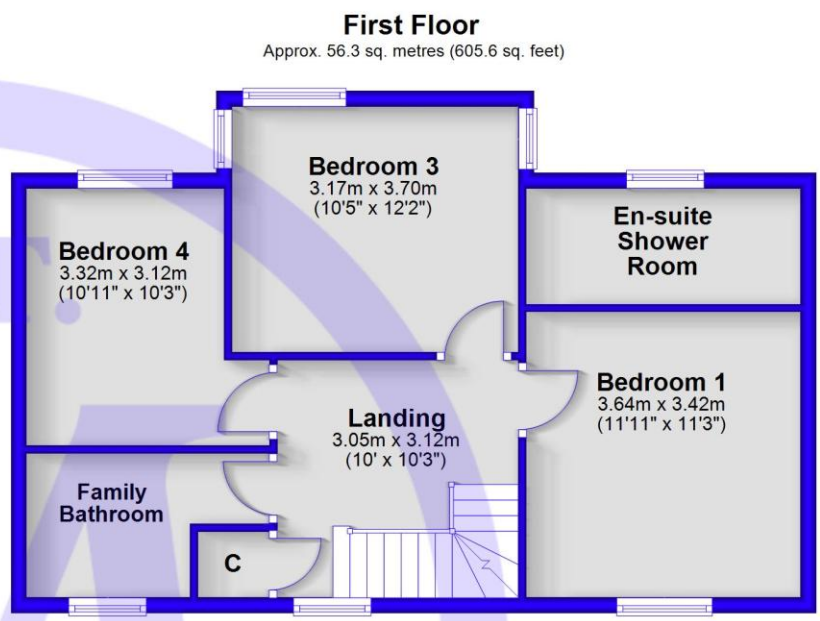 First Floor
Approx. 56.3 sq. metres (605.6 sq. feet)
Bedroom 3
3.17m x 3.70m
(10'5" x 12'2")
En-suite
Shower
Room
Bedroom 4
3.32m x 3.12m
(10'11" x 10'3")
Bedroom 1
3.64m x 3.42m
(11'11" x 11'3")
Landing
3.05m x 3.12m
(10' x 10'3")
Family
Bathroom
C